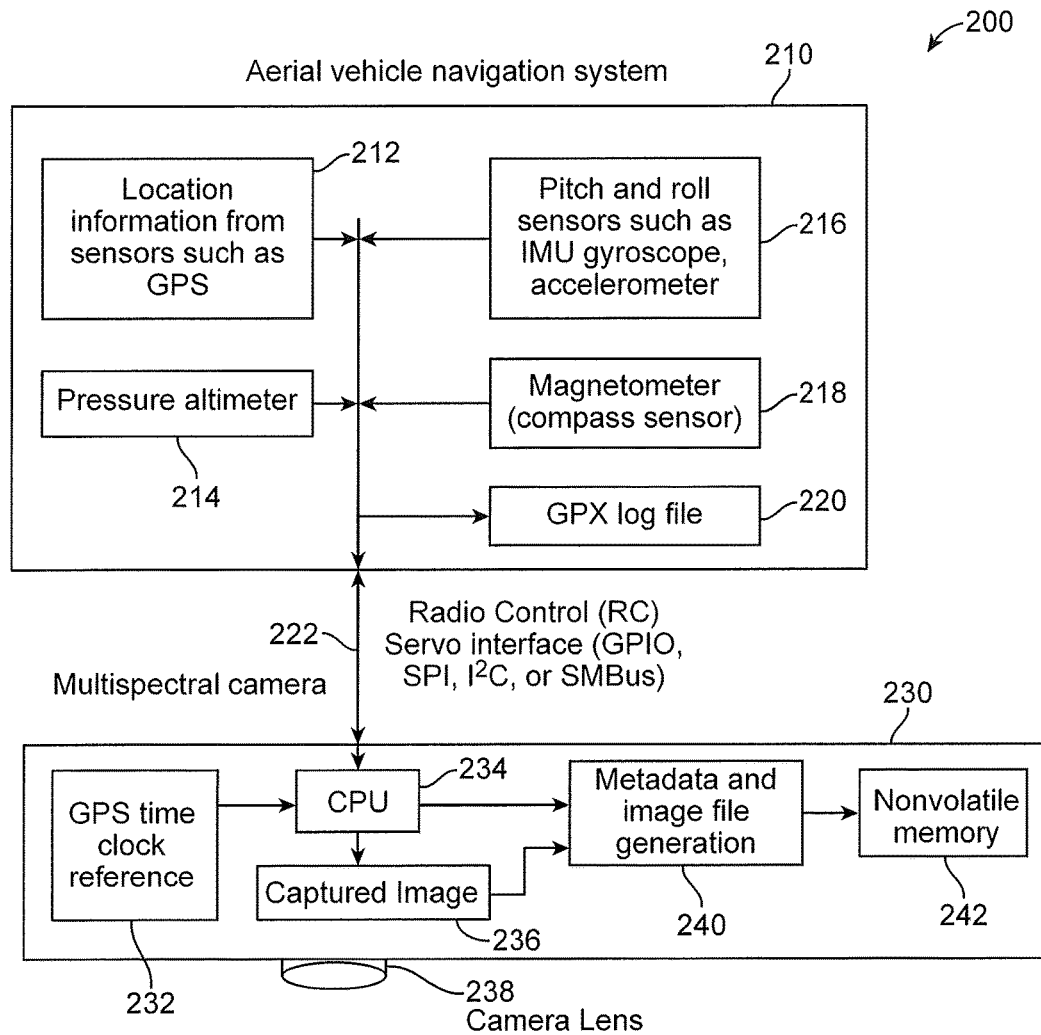 200
Aerial vehicle navigation system
210
212
Location
information from
sensors such as
GPS
Pitch and roll
sensors such as
IMU gyroscope,
accelerometer
216
Pressure altimeter
214
Magnetometer
(compass sensor)
218
GPX log file
220
222
Radio Control (RC)
Servo interface (GPIO,
SPI, I²C, or SMBus)
Multispectral camera
230
GPS time
clock
reference
232
CPU
234
Captured Image
236
Metadata and
image file
generation
240
Nonvolatile
memory
242
238
Camera Lens